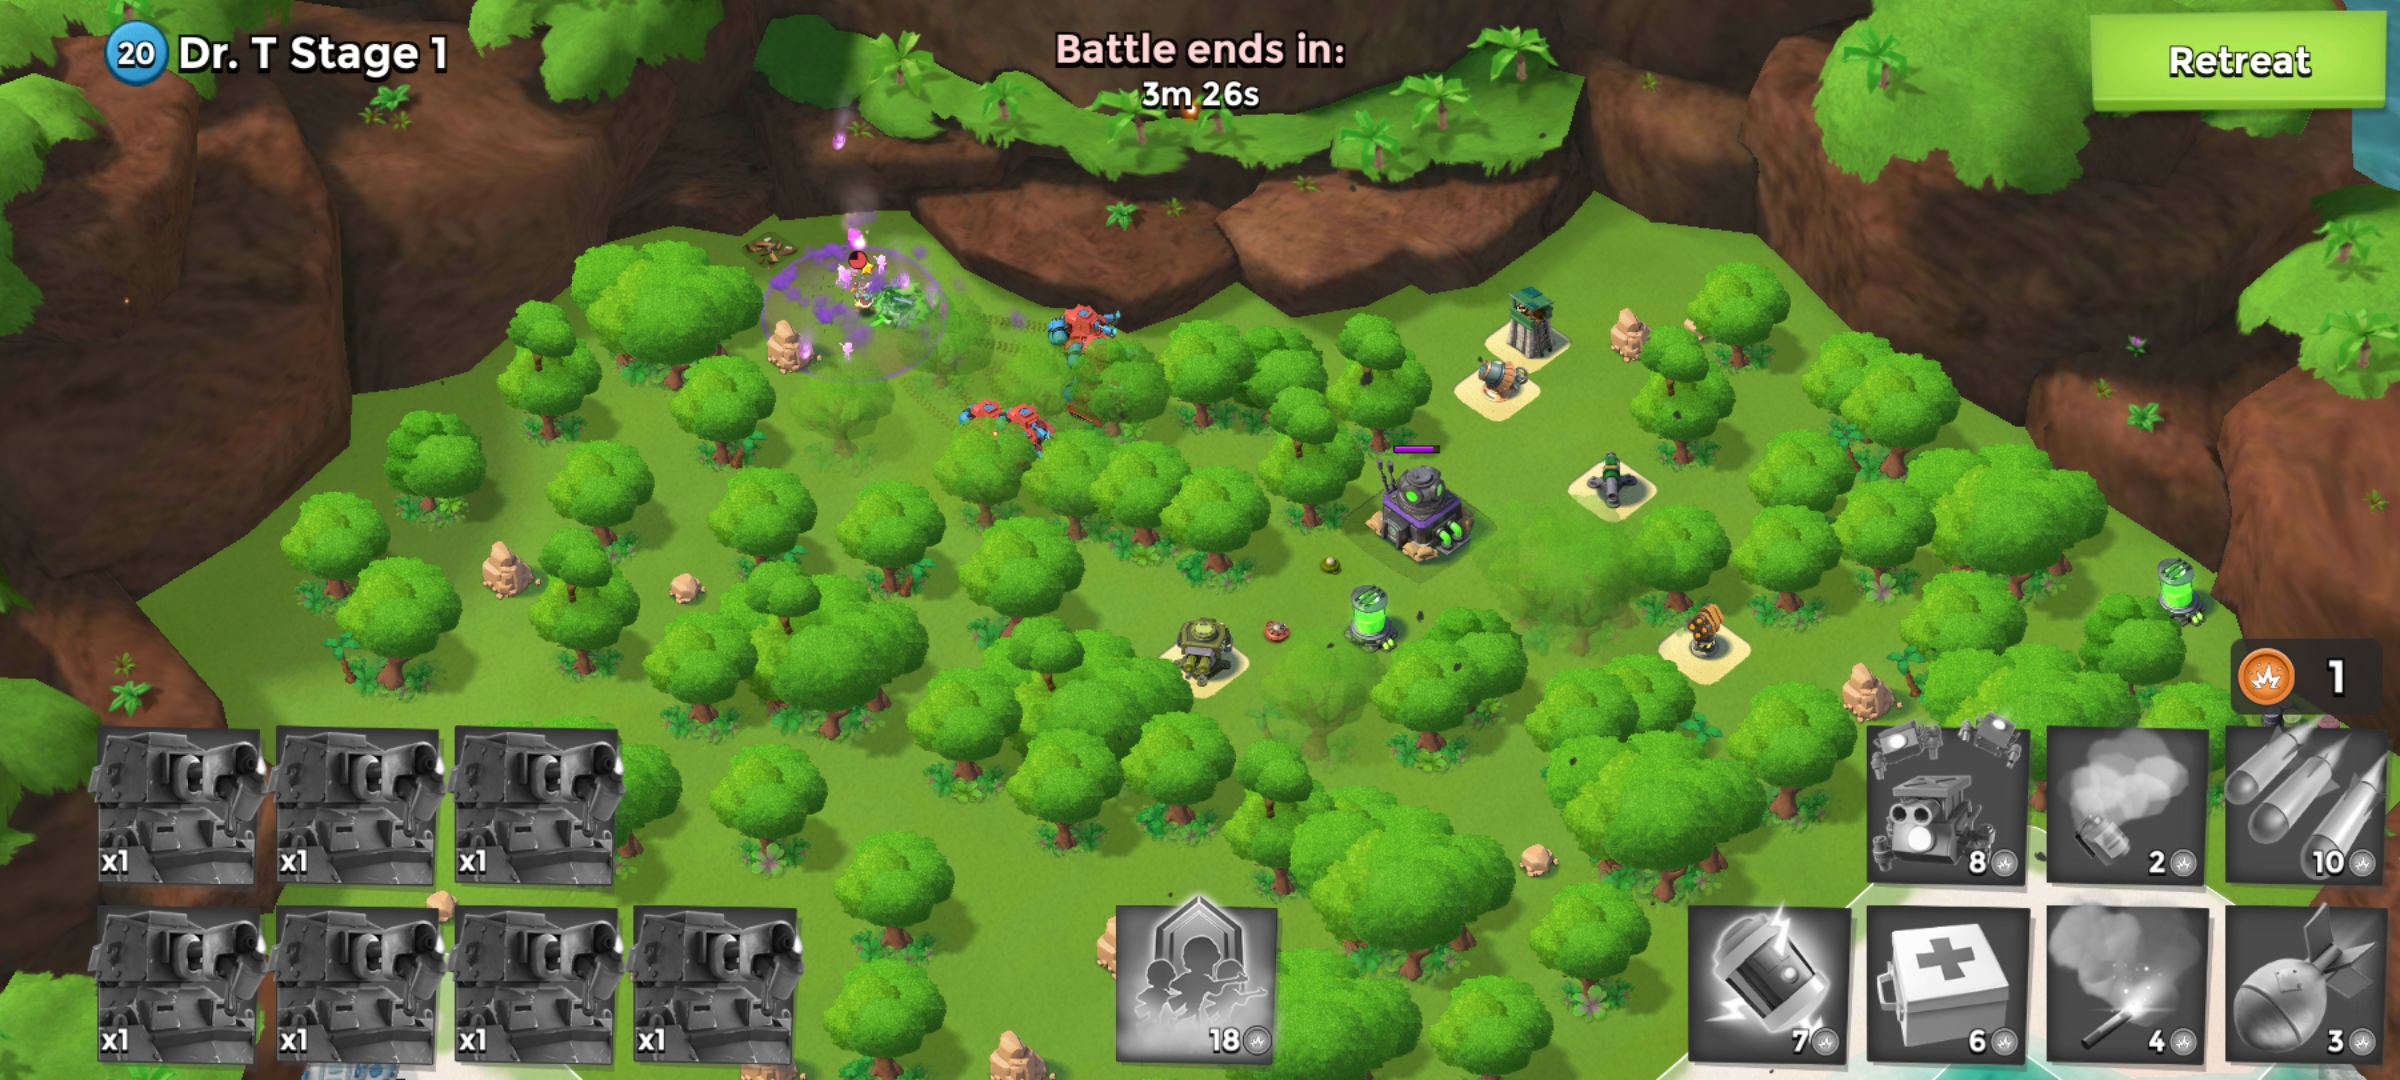 20 Dr. T Stage 1
Battle ends in:
3m 26s
Retreat
1
x1 x1 x1
8 2 10
x1 x1 x1 x1
18
7 6 4 3